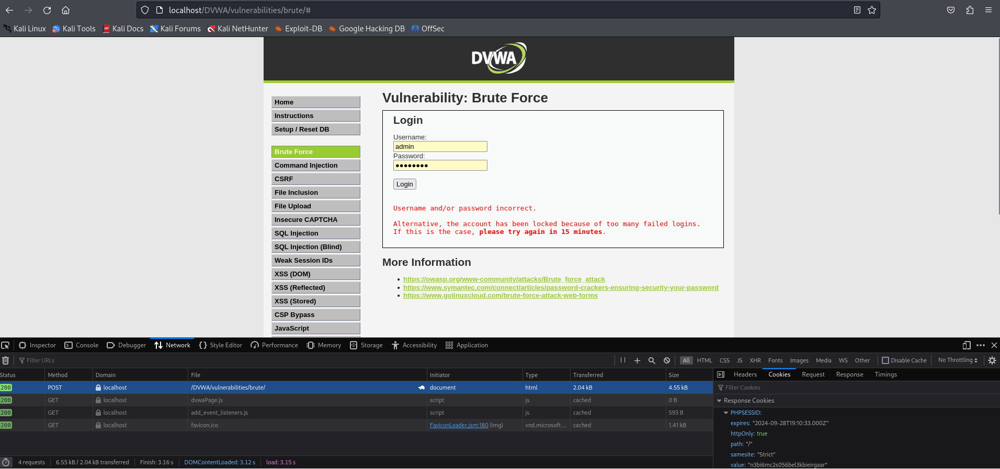 localhost/DVWA/vulnerabilities/brute/#
Kali Linux Kali Tools Kali Docs Kali Forums Kali NetHunter Exploit-DB Google Hacking DB OffSec
DVWA
Home
Instructions
Setup / Reset DB
Brute Force
Command Injection
CSRF
File Inclusion
File Upload
Insecure CAPTCHA
SQL Injection
SQL Injection (Blind)
Weak Session IDs
XSS (DOM)
XSS (Reflected)
XSS (Stored)
CSP Bypass
JavaScript
Vulnerability: Brute Force
Login
Username:
admin
Password:
●●●●●●●●
Login
Username and/or password incorrect.
Alternative, the account has been locked because of too many failed logins.
If this is the case, please try again in 15 minutes.
More Information
https://owasp.org/www-community/attacks/Brute_force_attack
https://www.symantec.com/connect/articles/password-crackers-ensuring-security-your-password
https://www.golinuxcloud.com/brute-force-attack-web-forms
Inspector Console Debugger Network Style Editor Performance Memory Storage Accessibility Application
Filter URLs All HTML CSS JS XHR Fonts Images Media WS Other Disable Cache No Throttling
Status Method Domain File Initiator Type Transferred Size
200 POST localhost /DVWA/vulnerabilities/brute/ document html 2.04 kB 4.55 kB
200 GET localhost dvwaPage.js script js cached 0 B
200 GET localhost add_event_listeners.js script js cached 593 B
200 GET localhost favicon.ico FaviconLoader.jsm:180 (img) vnd.microsoft... cached 1.41 kB
4 requests 6.55 kB / 2.04 kB transferred Finish: 3.16 s DOMContentLoaded: 3.12 s load: 3.15 s
Headers Cookies Request Response Timings
Filter Cookies
Response Cookies
PHPSESSID:
expires: "2024-09-28T19:10:33.000Z"
httpOnly: true
path: "/"
samesite: "Strict"
value: "n3bi6mc2s056bel3kbieirgaar"